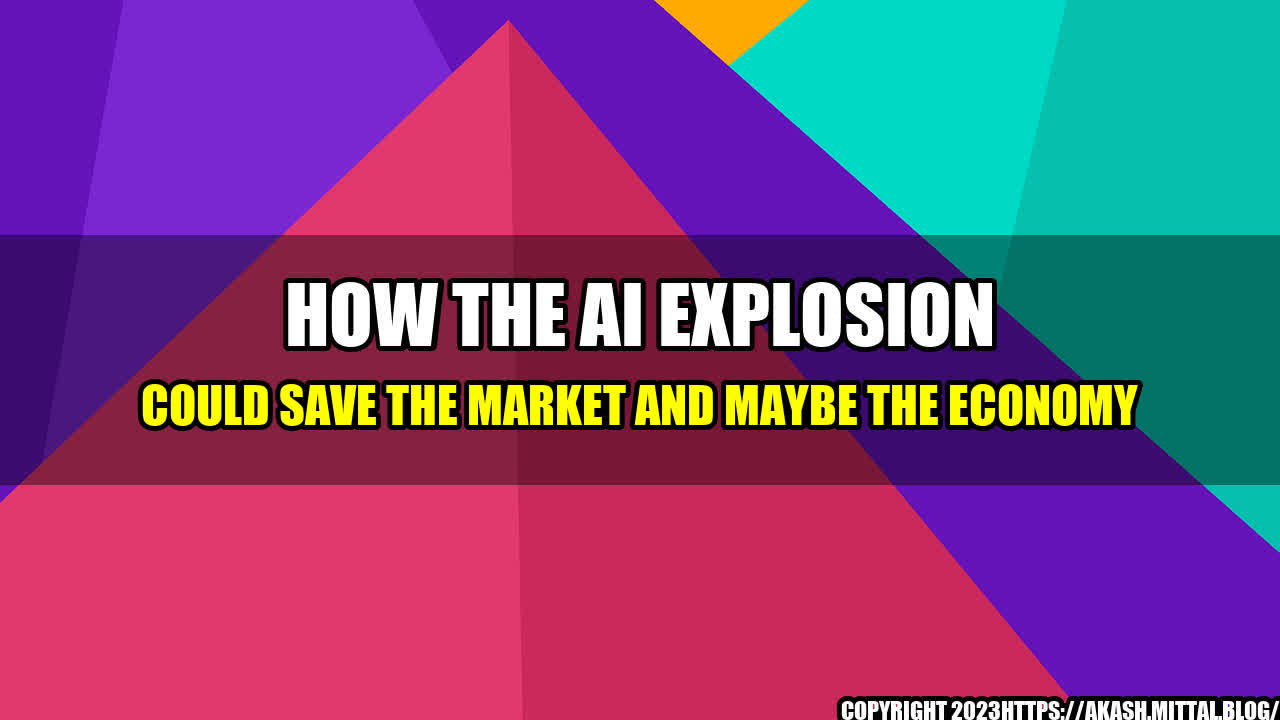 HOW THE AI EXPLOSION
COULD SAVE THE MARKET AND MAYBE THE ECONOMY
COPYRIGHT 2023HTTPS://AKASH.MITTAL.BLOG/